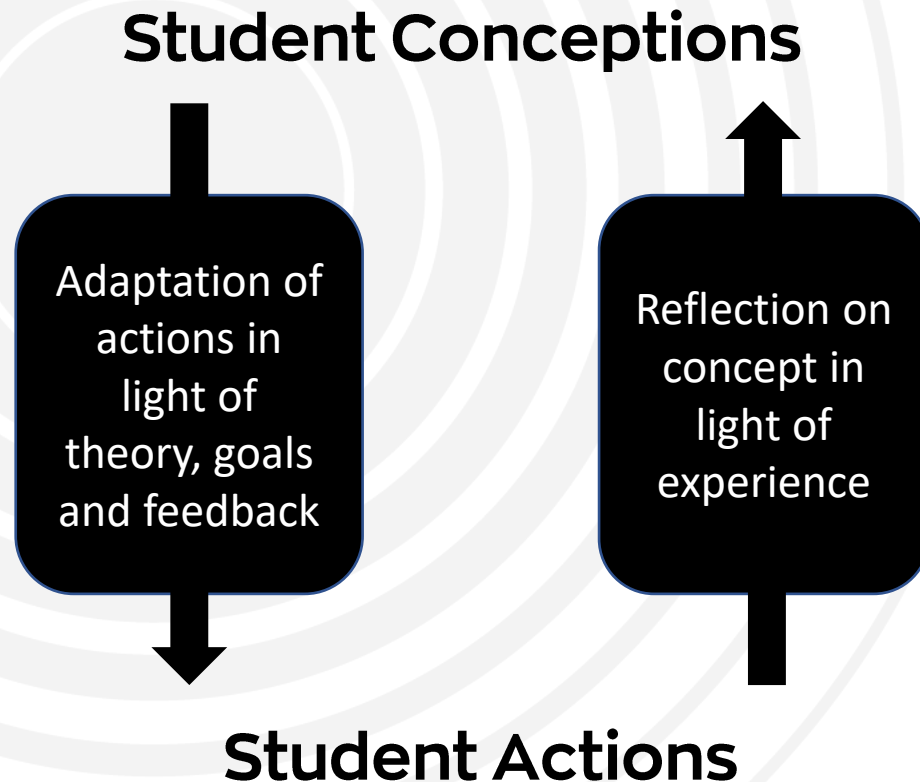 Student Conceptions
Adaptation of
actions in
light of
theory, goals
and feedback
Reflection on
concept in
light of
experience
Student Actions